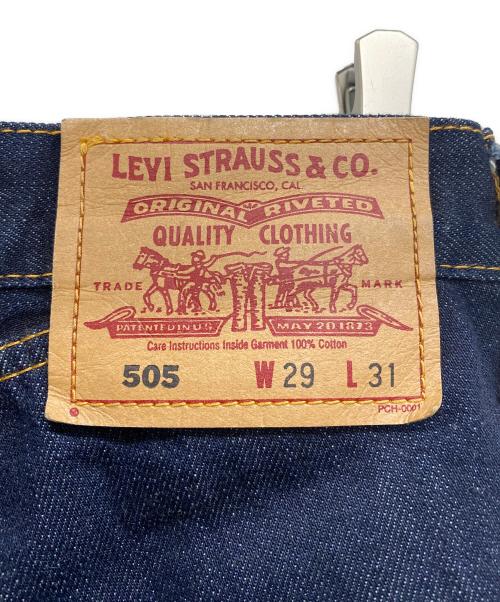 LEVI STRAUSS & CO.
SAN FRANCISCO, CAL.
ORIGINAL RIVETED
QUALITY CLOTHING
TRADE MARK
PATENTED IN U.S. MAY 20 1873
Care Instructions Inside Garment 100% Cotton
505 W 29 L 31
PCH-0001